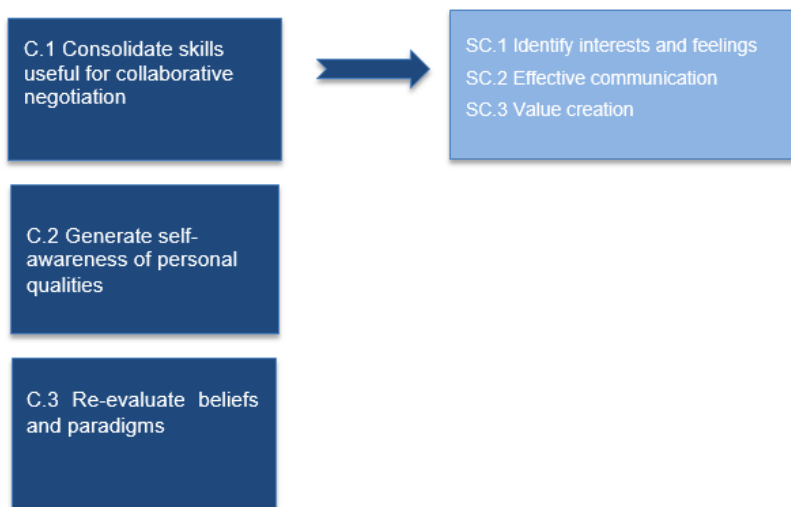 C.1 Consolidate skills
useful for collaborative
negotiation
SC.1 Identify interests and feelings
SC.2 Effective communication
SC.3 Value creation
C.2 Generate self-
awareness of personal
qualities
C.3 Re-evaluate beliefs
and paradigms